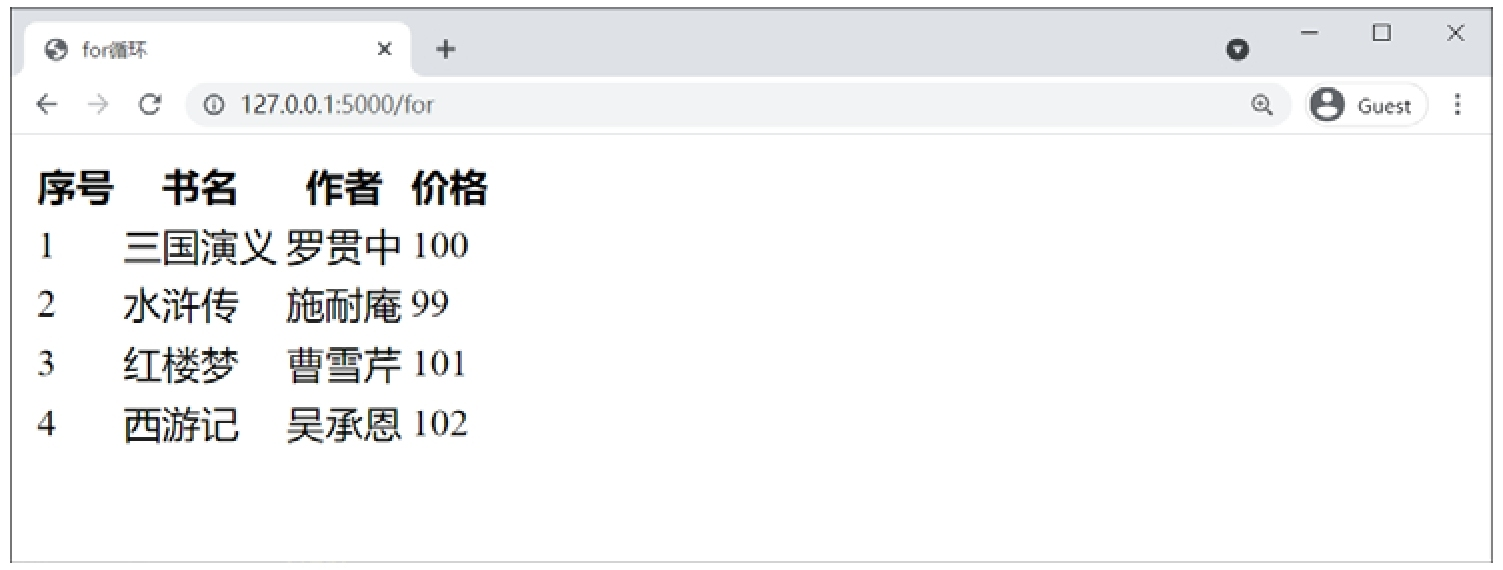 for循环
127.0.0.1:5000/for
Guest
序号 书名 作者 价格
1 三国演义 罗贯中 100
2 水浒传 施耐庵 99
3 红楼梦 曹雪芹 101
4 西游记 吴承恩 102